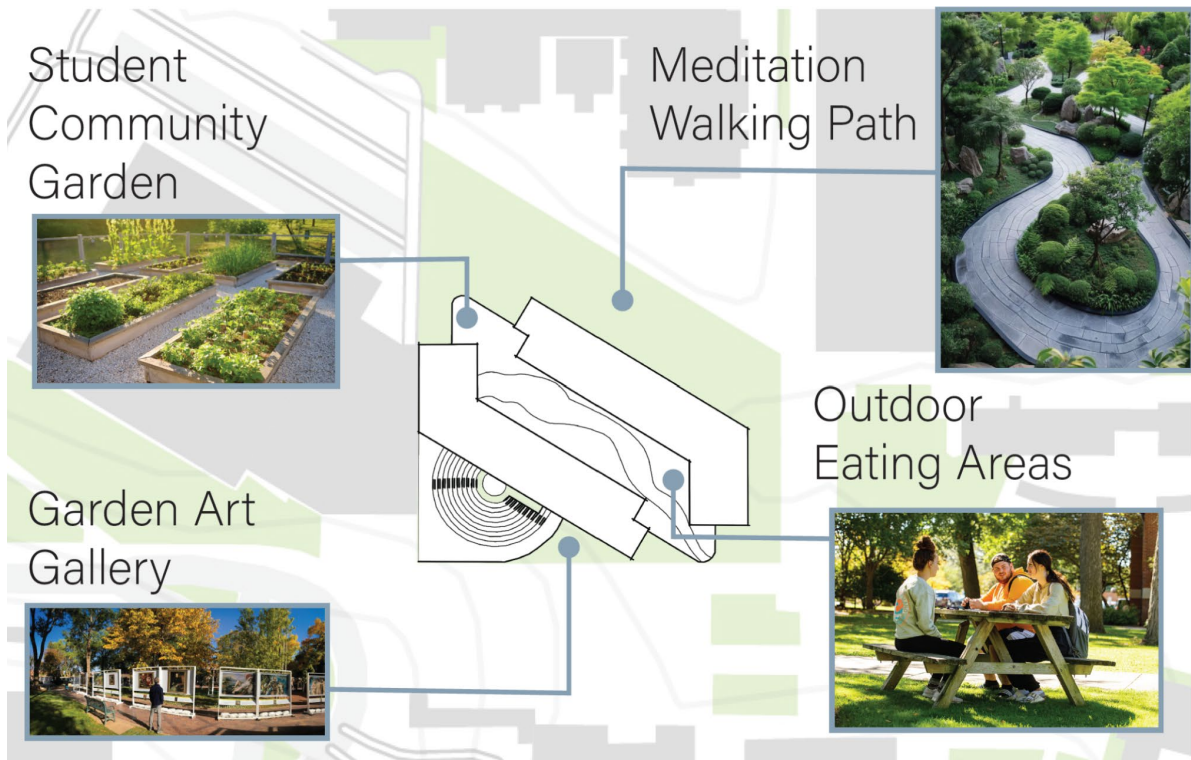 Student
Community
Garden
Meditation
Walking Path
Outdoor
Eating Areas
Garden Art
Gallery